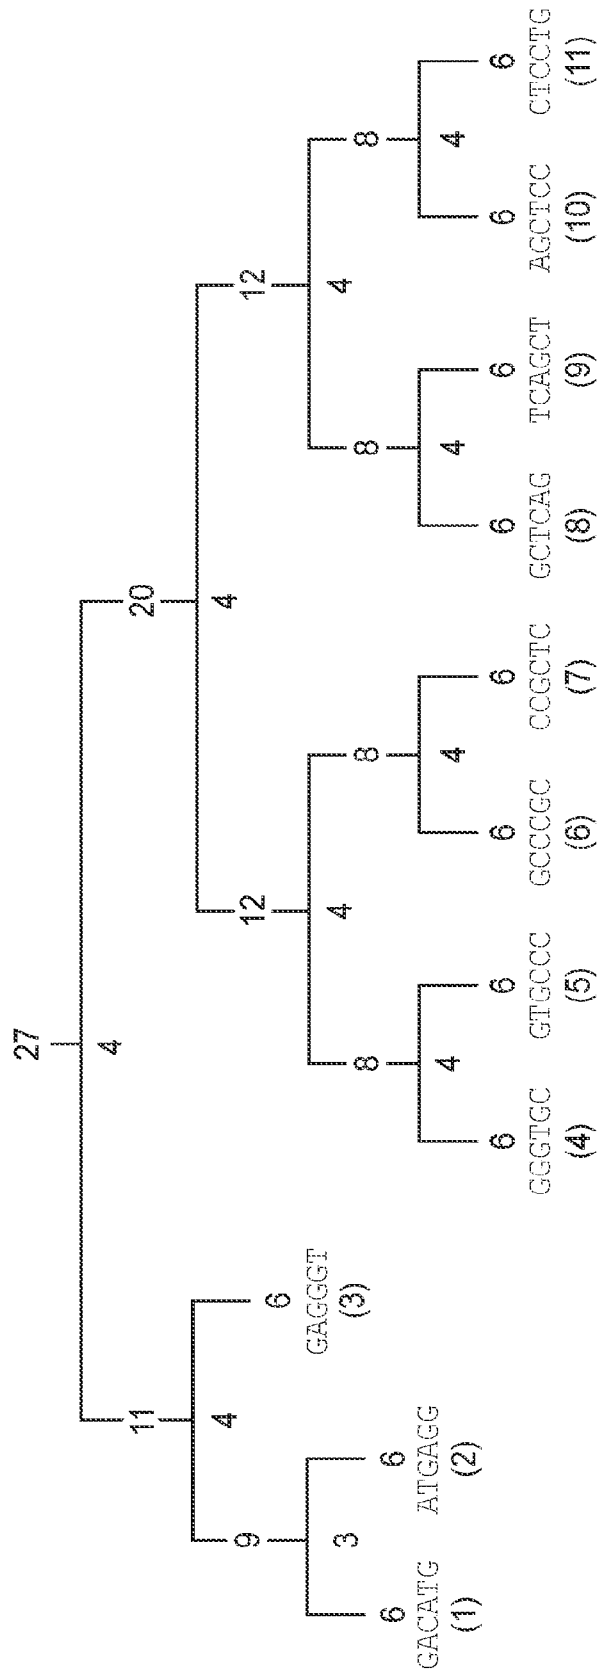 27
4
11
20
4
4
9
6
GAGGGT
(3)
12
12
3
4
4
6 6
GACATG ATGAGG
(1) (2)
8 8 8 8
4 4 4 4
6 6 6 6 6 6 6 6
GGGTGC GTGCCC GCCCGC CCGCTC GCTCAG TCAGCT AGCTCC CTCCTG
(4) (5) (6) (7) (8) (9) (10) (11)